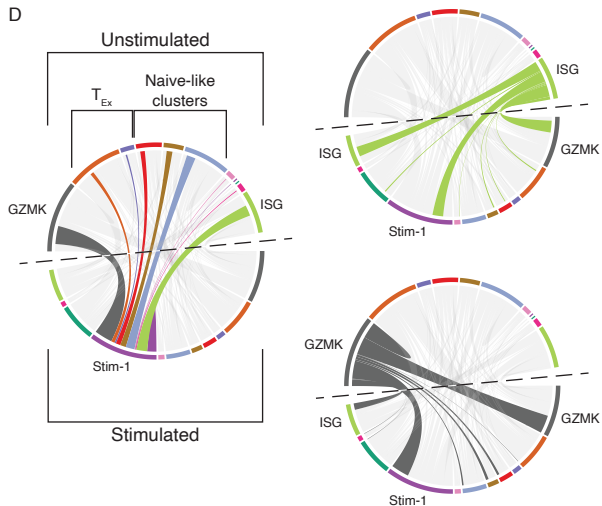 D
Unstimulated
T_Ex
Naive-like
clusters
GZMK
ISG
Stim-1
Stimulated
ISG
ISG
GZMK
Stim-1
GZMK
ISG
GZMK
Stim-1